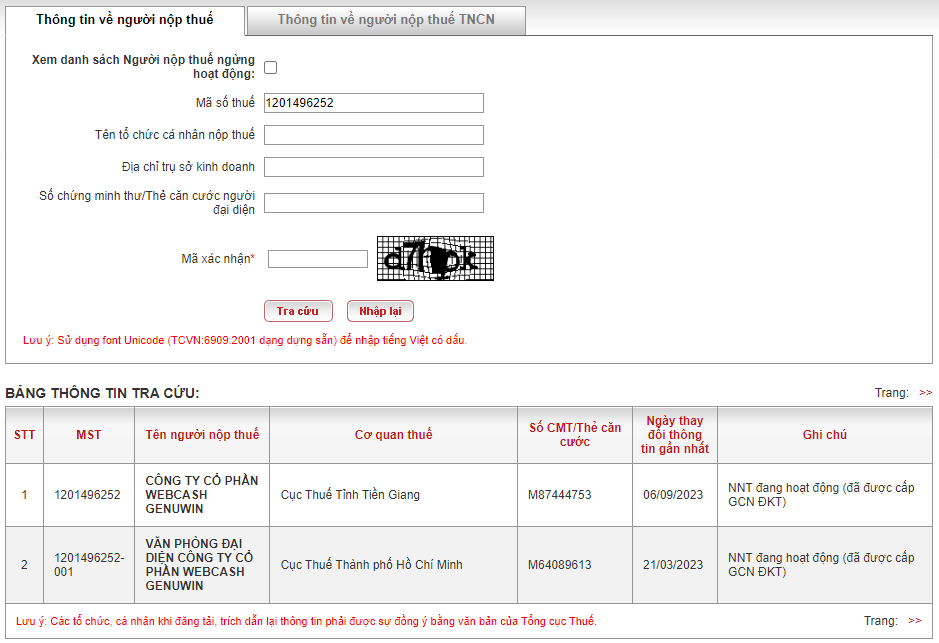 Thông tin về người nộp thuế
Thông tin về người nộp thuế TNCN
Xem danh sách Người nộp thuế ngừng
hoạt động:
Mã số thuế 1201496252
Tên tổ chức cá nhân nộp thuế
Địa chỉ trụ sở kinh doanh
Số chứng minh thư/Thẻ căn cước người
đại diện
Mã xác nhận*
Tra cứu Nhập lại
Lưu ý: Sử dụng font Unicode (TCVN:6909:2001 dạng dựng sẵn) để nhập tiếng Việt có dấu.
BẢNG THÔNG TIN TRA CỨU:
Trang: >>
STT
MST
Tên người nộp thuế
Cơ quan thuế
Số CMT/Thẻ căn
cước
Ngày thay
đổi thông
tin gần nhất
Ghi chú
1
1201496252
CÔNG TY CỔ PHẦN
WEBCASH
GENUWIN
Cục Thuế Tỉnh Tiền Giang
M87444753
06/09/2023
NNT đang hoạt động (đã được cấp
GCN ĐKT)
2
1201496252-
001
VĂN PHÒNG ĐẠI
DIỆN CÔNG TY CỔ
PHẦN WEBCASH
GENUWIN
Cục Thuế Thành phố Hồ Chí Minh
M64089613
21/03/2023
NNT đang hoạt động (đã được cấp
GCN ĐKT)
Lưu ý: Các tổ chức, cá nhân khi đăng tải, trích dẫn lại thông tin phải được sự đồng ý bằng văn bản của Tổng cục Thuế.
Trang: >>